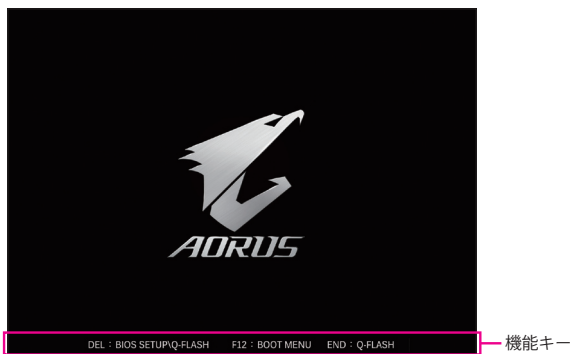 AORUS
DEL : BIOS SETUP\Q-FLASH F12 : BOOT MENU END : Q-FLASH
機能キー